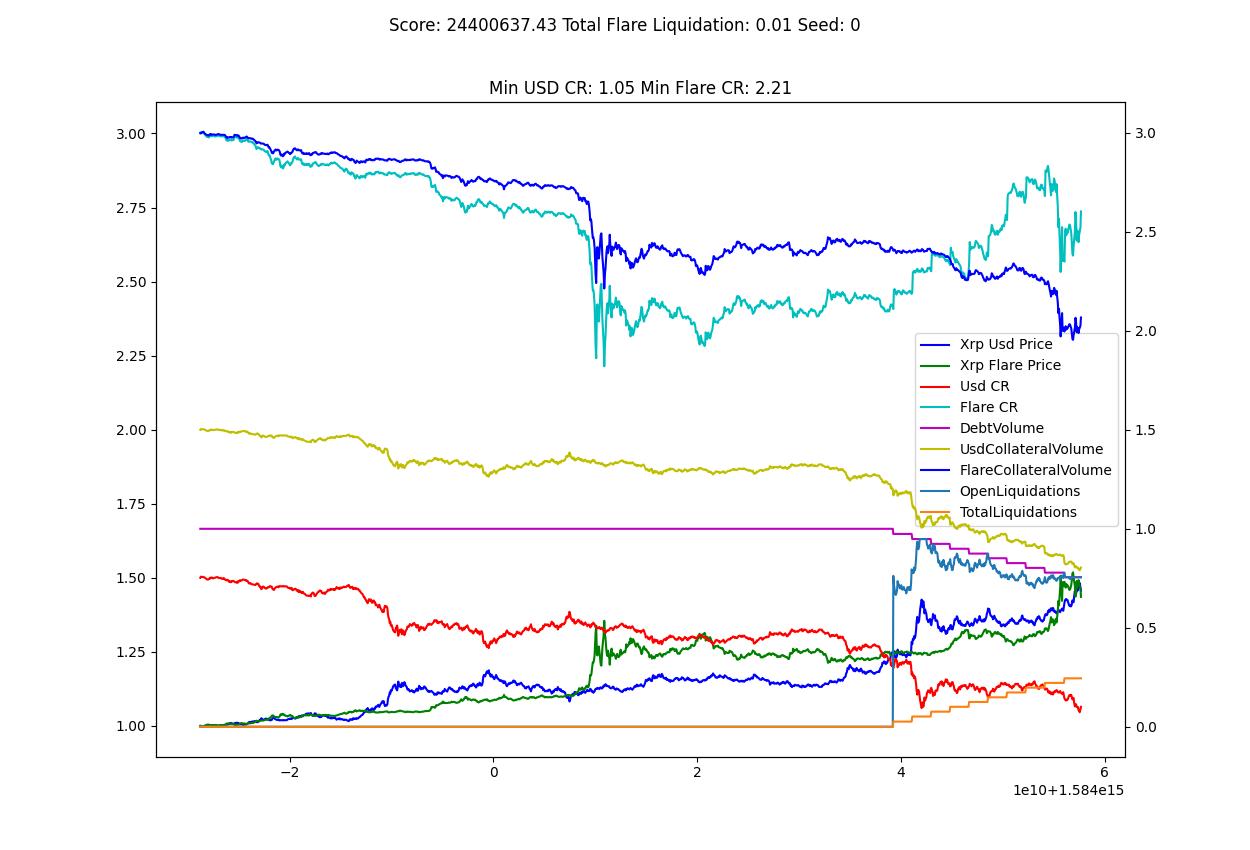 Score: 24400637.43 Total Flare Liquidation: 0.01 Seed: 0
Min USD CR: 1.05 Min Flare CR: 2.21
3.00
2.75
2.50
2.25
2.00
1.75
1.50
1.25
1.00
3.0
2.5
2.0
1.5
1.0
0.5
0.0
Xrp Usd Price
Xrp Flare Price
Usd CR
Flare CR
DebtVolume
UsdCollateralVolume
FlareCollateralVolume
OpenLiquidations
TotalLiquidations
−2 0 2 4 6
1e10+1.584e15